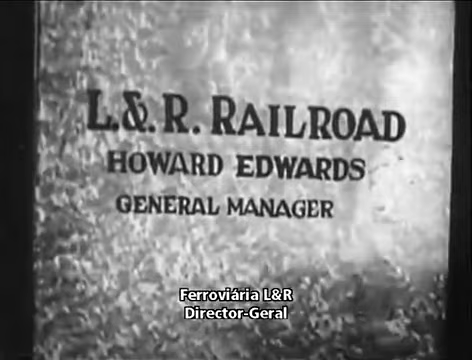 L.&.R. RAILROAD
HOWARD EDWARDS
GENERAL MANAGER
Ferroviária L&R
Director-Geral